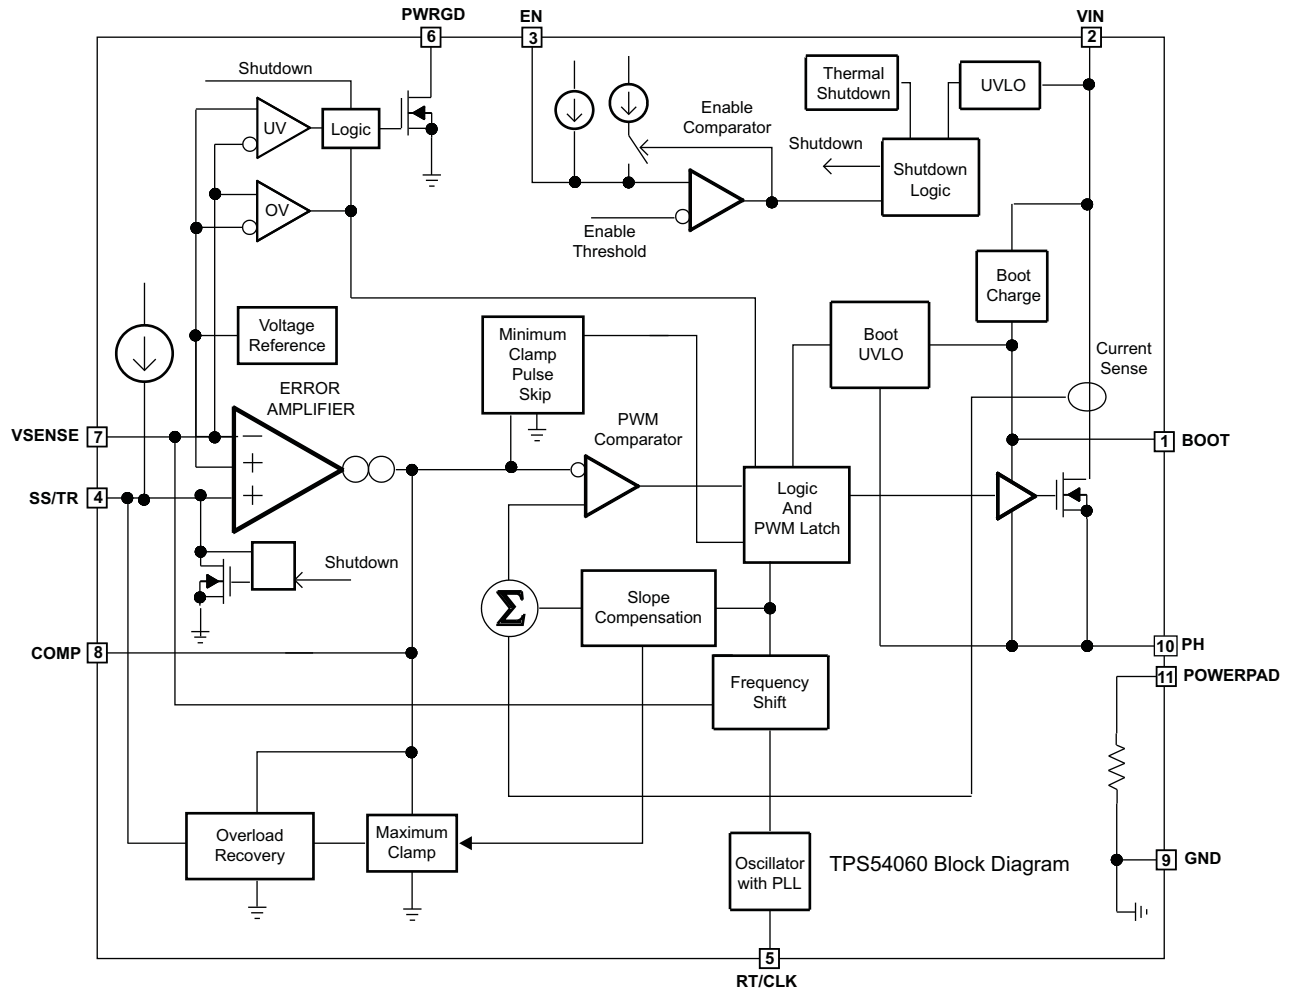 PWRGD
EN
VIN
6
3
2
Shutdown
Thermal
Shutdown
UVLO
Enable
Comparator
UV
Logic
Shutdown
Shutdown
Logic
OV
Enable
Threshold
Boot
Charge
Voltage
Reference
Minimum
Clamp
Pulse
Skip
Boot
UVLO
Current
Sense
ERROR
AMPLIFIER
PWM
Comparator
VSENSE
7
−
+
+
1
BOOT
SS/TR
4
Logic
And
PWM Latch
Shutdown
Σ
Slope
Compensation
COMP
8
10
PH
11
POWERPAD
Frequency
Shift
Overload
Recovery
Maximum
Clamp
Oscillator
with PLL
TPS54060 Block Diagram
9
GND
5
RT/CLK